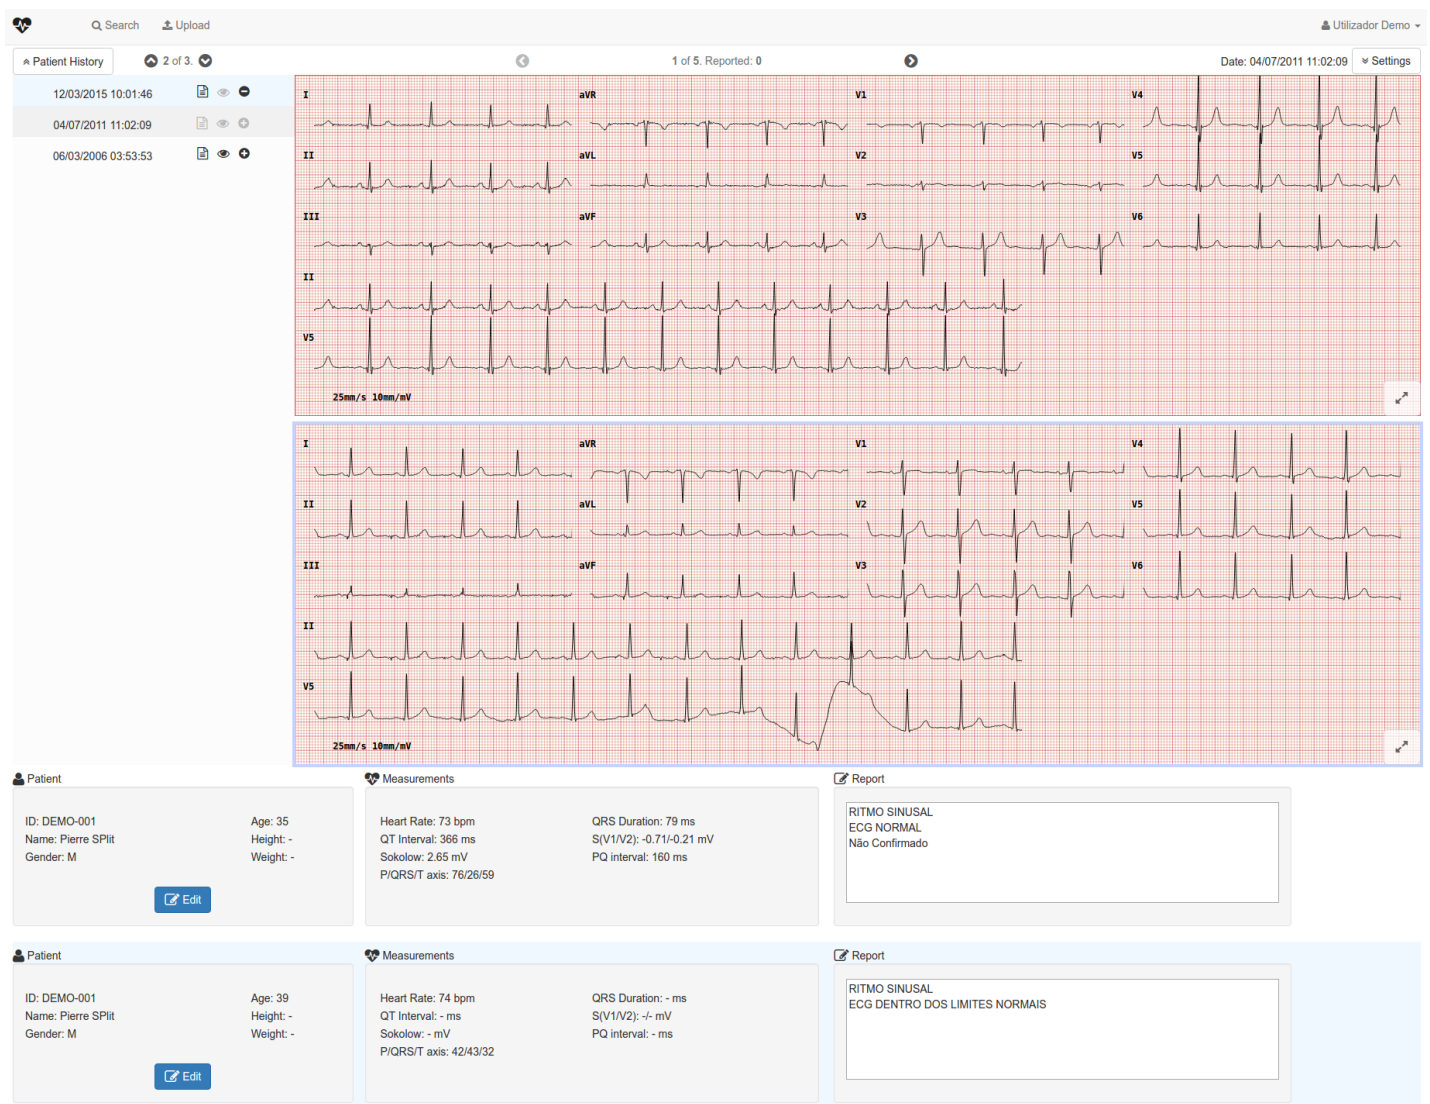 Search Upload Utilizador Demo
Patient History 2 of 3. 1 of 5. Reported: 0 Date: 04/07/2011 11:02:09 Settings
12/03/2015 10:01:46
04/07/2011 11:02:09
06/03/2006 03:53:53
I aVR V1 V4
II aVL V2 V5
III aVF V3 V6
II
V5
25mm/s 10mm/mV
I aVR V1 V4
II aVL V2 V5
III aVF V3 V6
II
V5
25mm/s 10mm/mV
Patient
ID: DEMO-001 Age: 35
Name: Pierre SPlit Height: -
Gender: M Weight: -
Edit
Measurements
Heart Rate: 73 bpm QRS Duration: 79 ms
QT Interval: 366 ms S(V1/V2): -0.71/-0.21 mV
Sokolow: 2.65 mV PQ interval: 160 ms
P/QRS/T axis: 76/26/59
Report
RITMO SINUSAL
ECG NORMAL
Não Confirmado
Patient
ID: DEMO-001 Age: 39
Name: Pierre SPlit Height: -
Gender: M Weight: -
Edit
Measurements
Heart Rate: 74 bpm QRS Duration: - ms
QT Interval: - ms S(V1/V2): -/- mV
Sokolow: - mV PQ interval: - ms
P/QRS/T axis: 42/43/32
Report
RITMO SINUSAL
ECG DENTRO DOS LIMITES NORMAIS